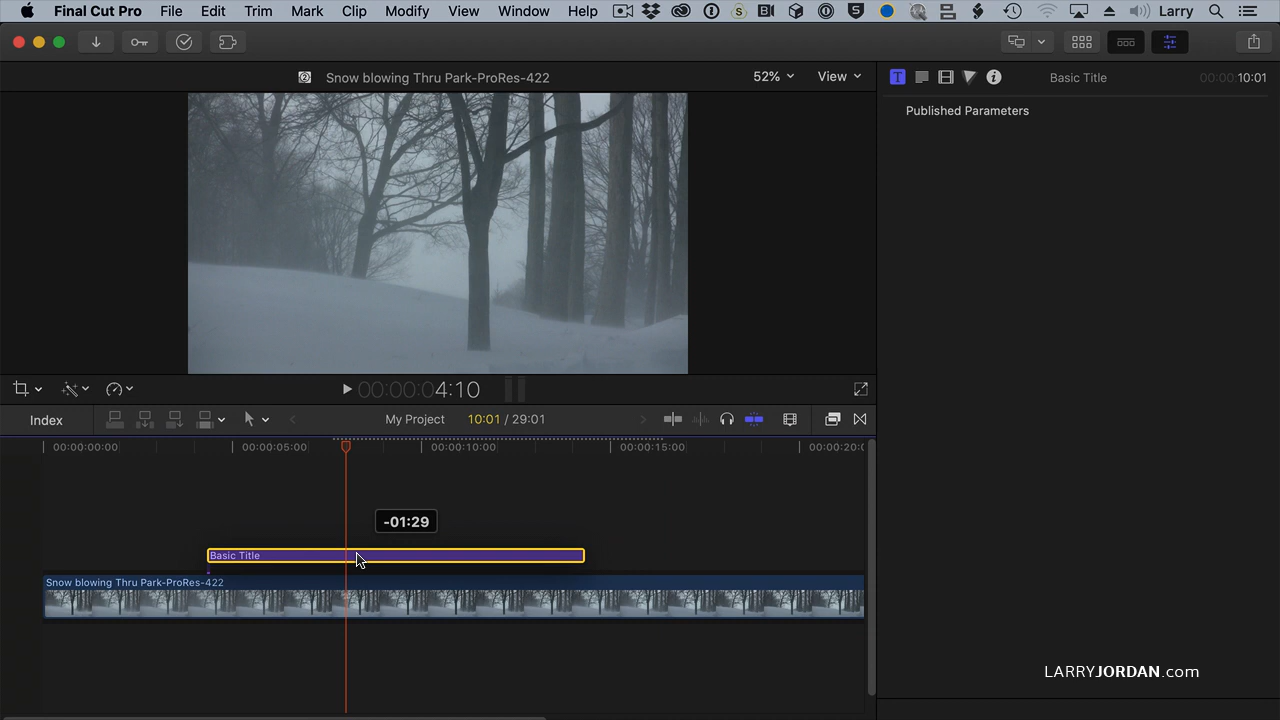 Final Cut Pro File Edit Trim Mark Clip Modify View Window Help 5 Larry
Snow blowing Thru Park-ProRes-422 52% View
T Basic Title 00:00:10:01
Published Parameters
00:00:04:10
Index My Project 10:01 / 29:01
00:00:00:00 00:00:05:00 00:00:10:00 00:00:15:00 00:00:20:0
-01:29
Basic Title
Snow blowing Thru Park-ProRes-422
LARRYJORDAN.com